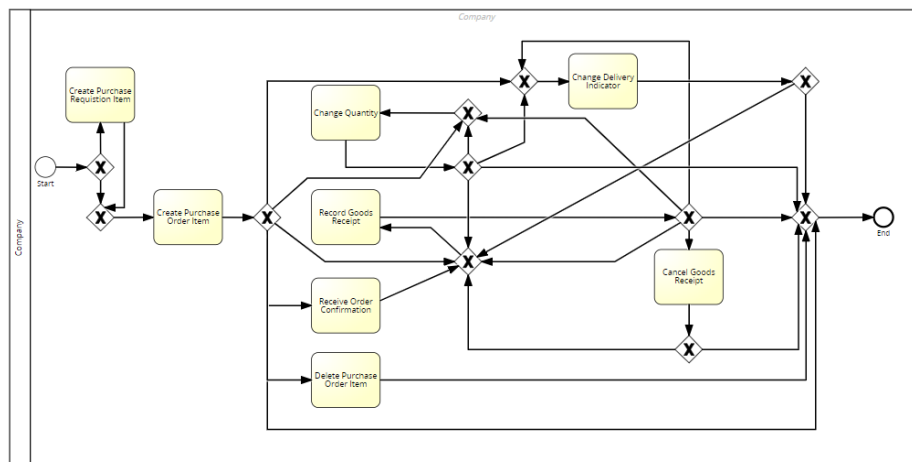 Company
Company
Create Purchase
Requistion Item
Start
Create Purchase
Order Item
Change Quantity
Change Delivery
Indicator
Record Goods
Receipt
Receive Order
Confirmation
Delete Purchase
Order Item
Cancel Goods
Receipt
End